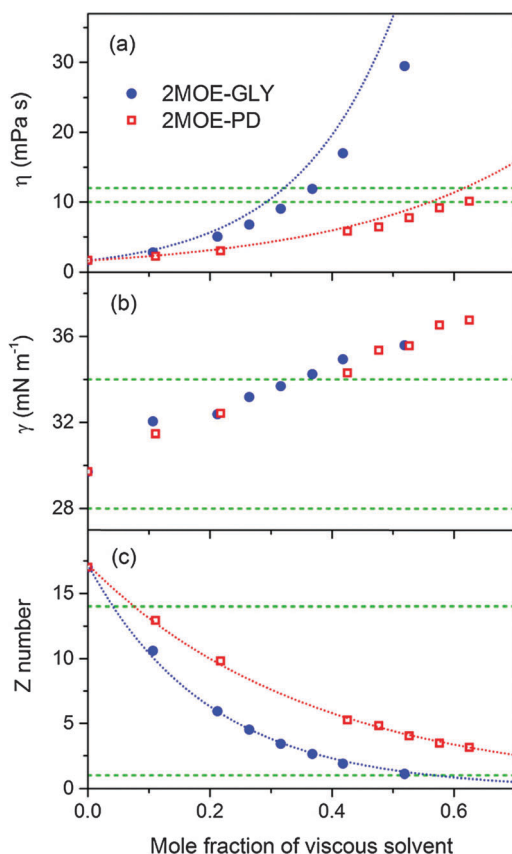 (a)
2MOE-GLY
2MOE-PD
η (mPa s)
30
20
10
0
(b)
γ (mN m⁻¹)
36
32
28
(c)
Z number
15
10
5
0
0.0 0.2 0.4 0.6
Mole fraction of viscous solvent